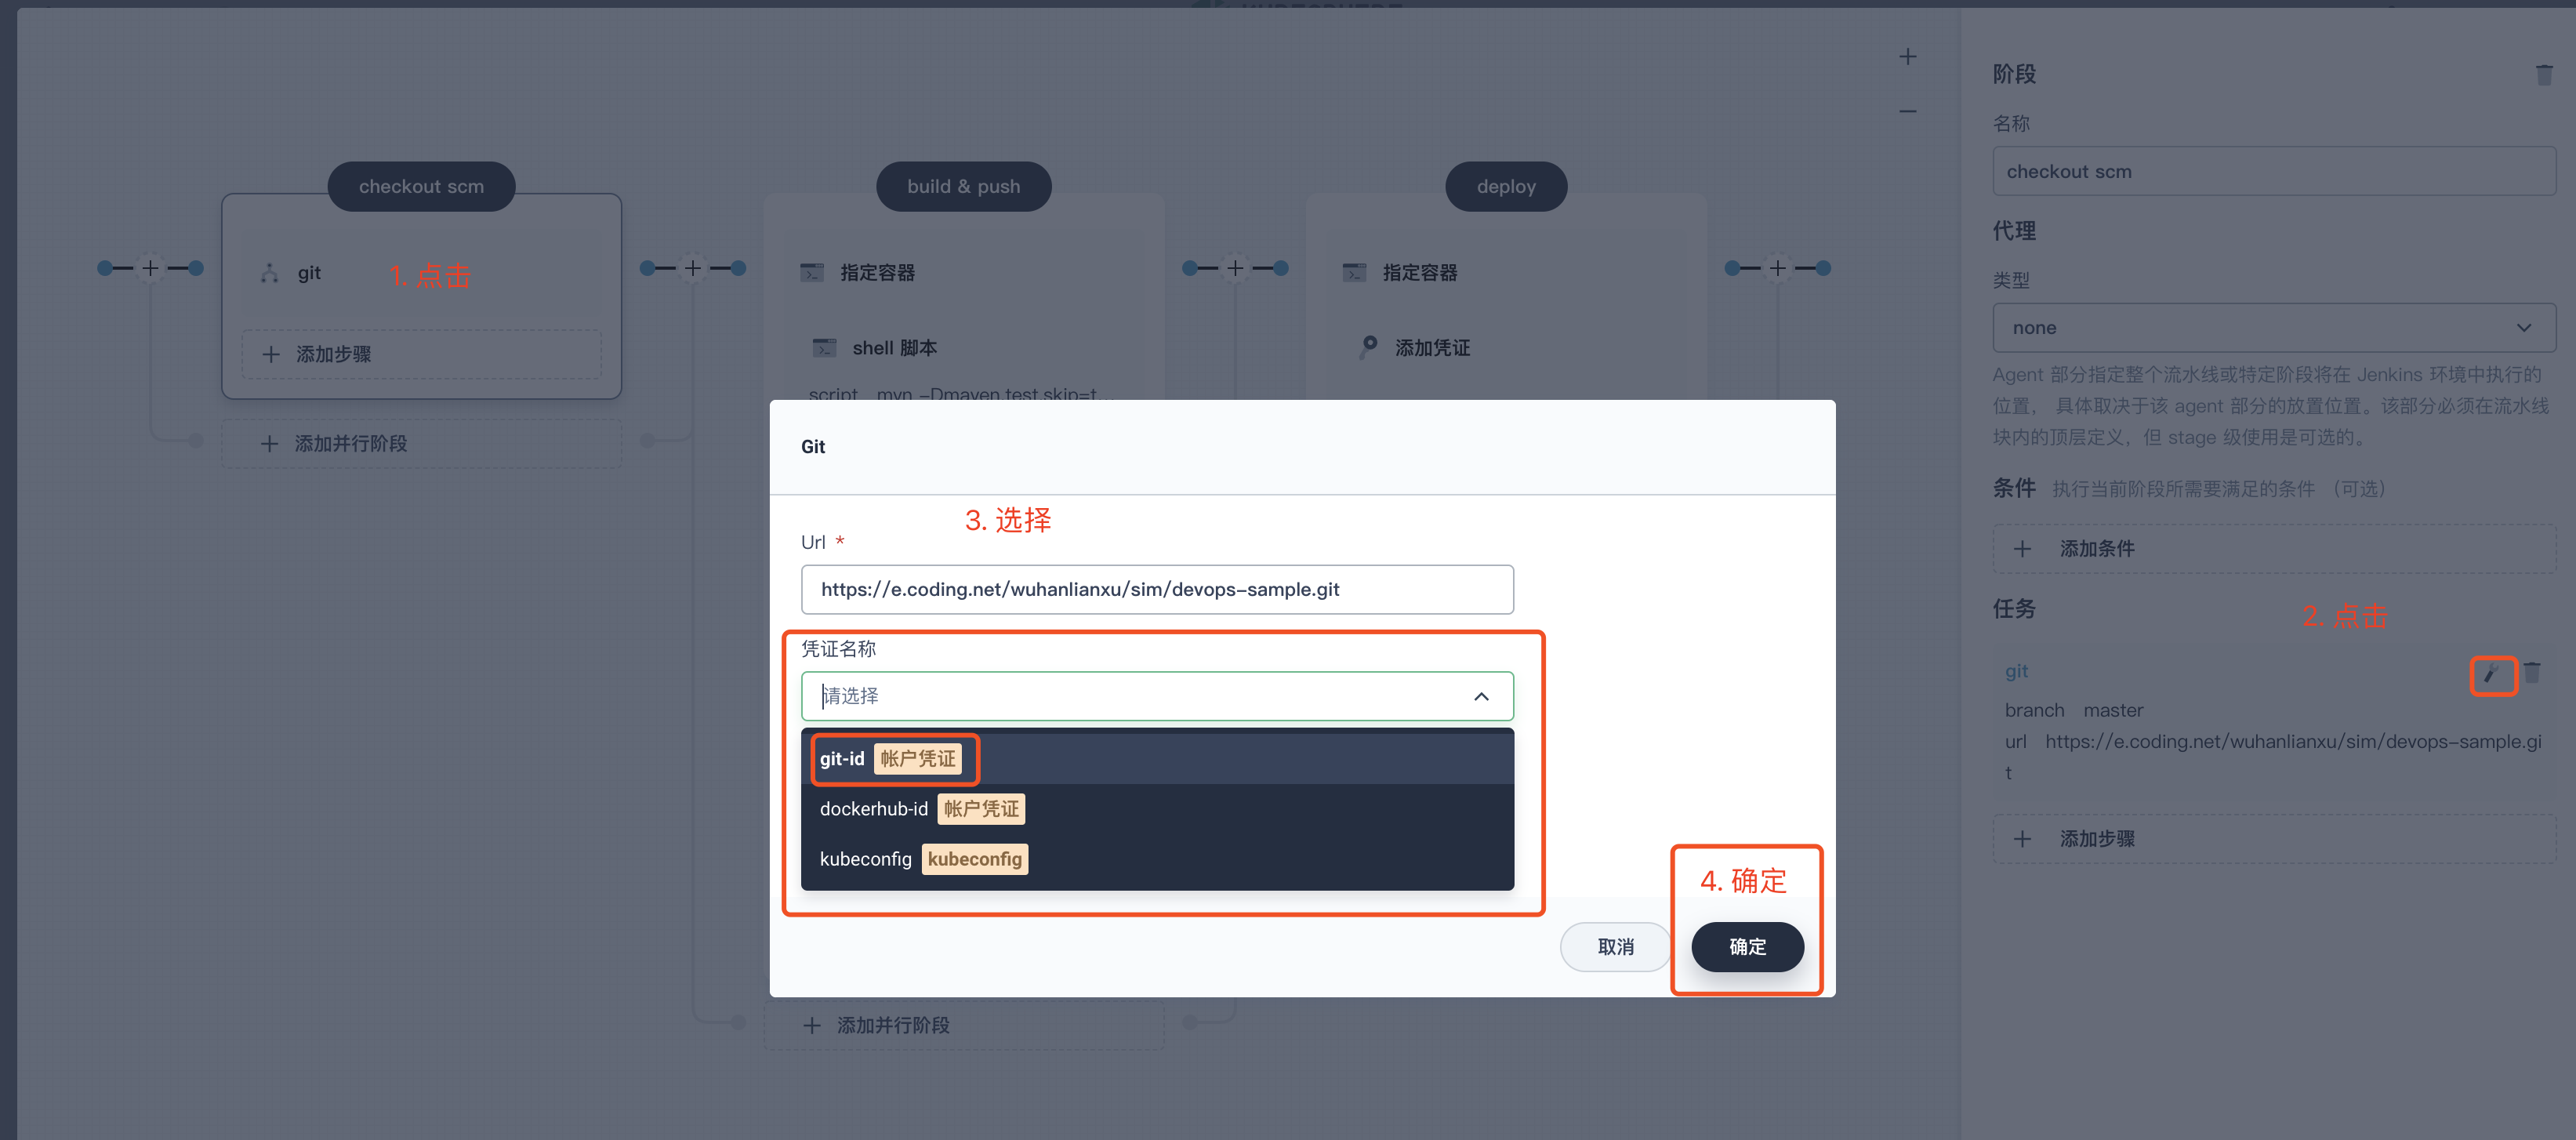 checkout scm
git
1. 点击
添加步骤
添加并行阶段
build & push
指定容器
shell 脚本
script mvn -Dmaven.test.skip=t...
添加并行阶段
deploy
指定容器
添加凭证
Git
3. 选择
Url *
https://e.coding.net/wuhanlianxu/sim/devops-sample.git
凭证名称
请选择
git-id 帐户凭证
dockerhub-id 帐户凭证
kubeconfig kubeconfig
4. 确定
取消
确定
阶段
名称
checkout scm
代理
类型
none
Agent 部分指定整个流水线或特定阶段将在 Jenkins 环境中执行的
位置， 具体取决于该 agent 部分的放置位置。该部分必须在流水线
块内的顶层定义，但 stage 级使用是可选的。
条件 执行当前阶段所需要满足的条件 （可选）
添加条件
任务
2. 点击
git
branch master
url https://e.coding.net/wuhanlianxu/sim/devops-sample.gi
t
添加步骤